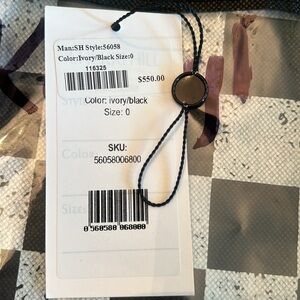 Man:SH Style:56058
Color:Ivory/Black Size:0
116325
$550.00
Color: Ivory/black
Size: 0
SKU:
56058006800
0 560580 068000